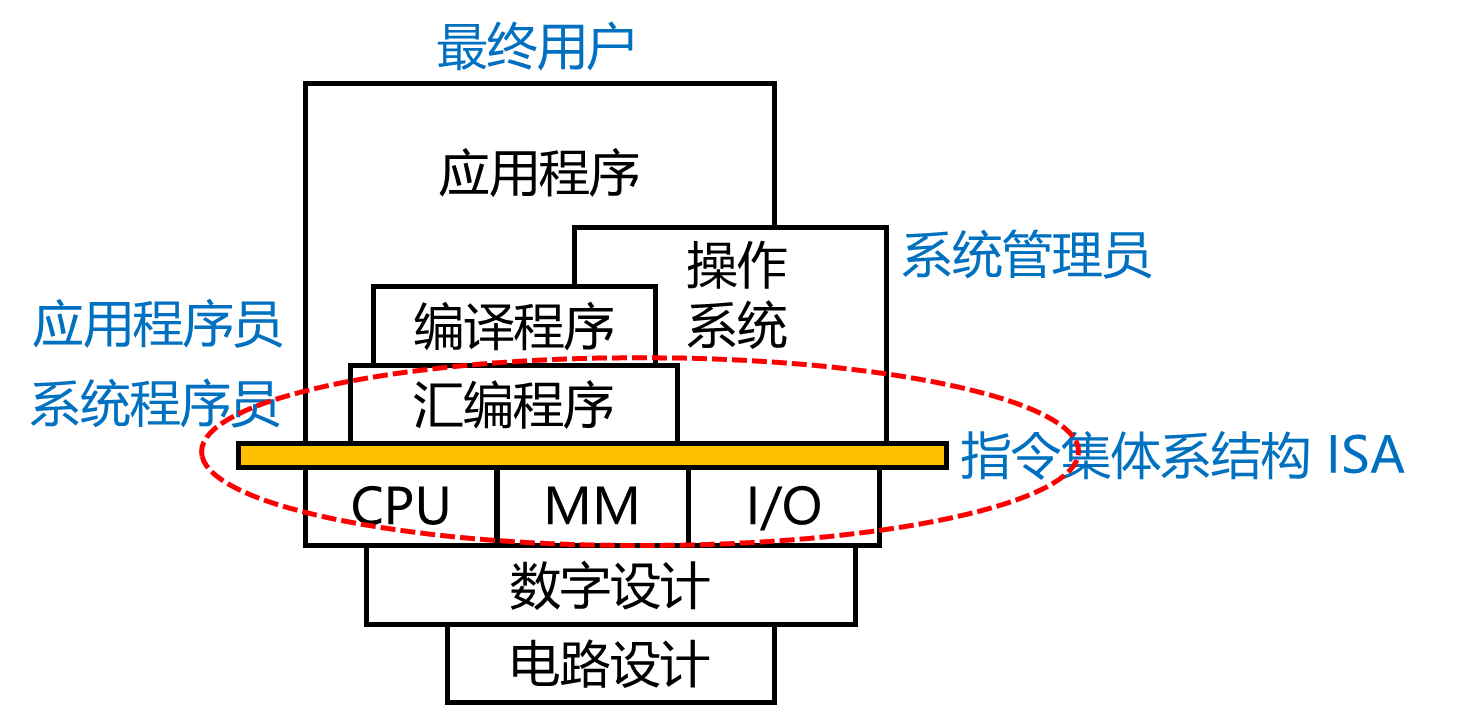 最终用户
应用程序
操作
系统
系统管理员
应用程序员
编译程序
系统程序员
汇编程序
指令集体系结构 ISA
CPU
MM
I/O
数字设计
电路设计